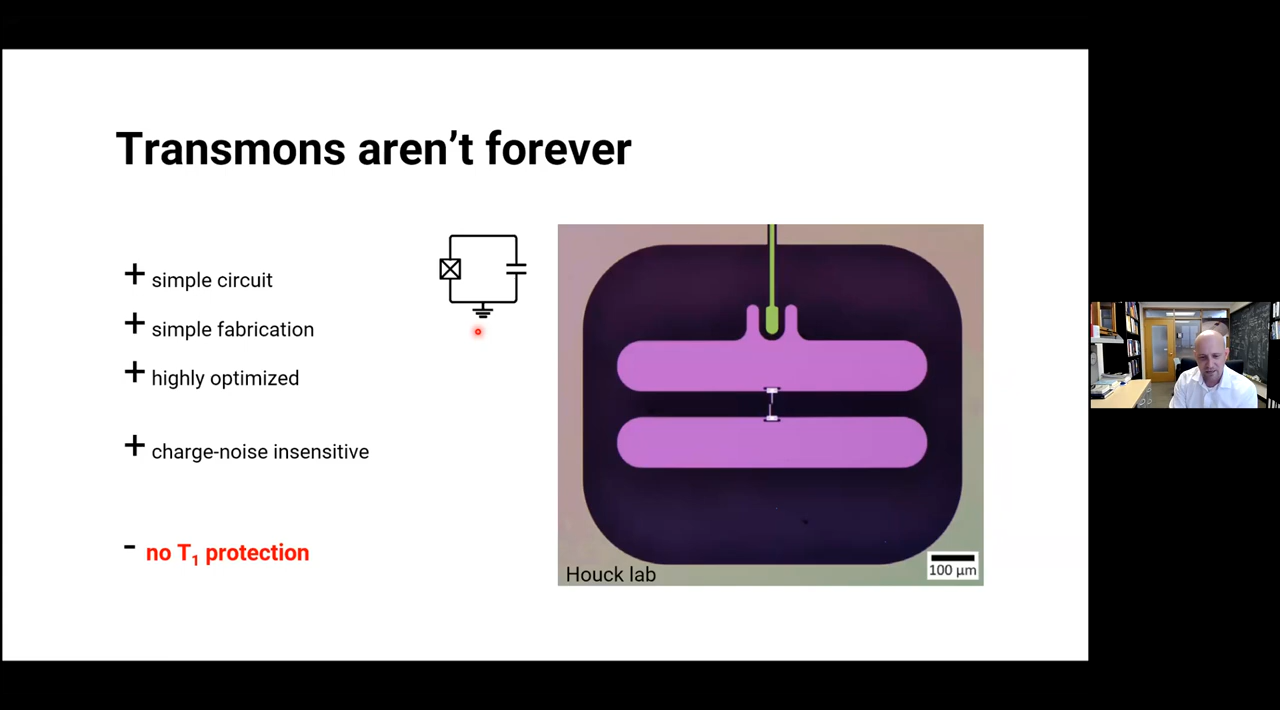 Transmons aren’t forever
+ simple circuit
+ simple fabrication
+ highly optimized
+ charge-noise insensitive
- no T₁ protection
Houck lab
100 µm